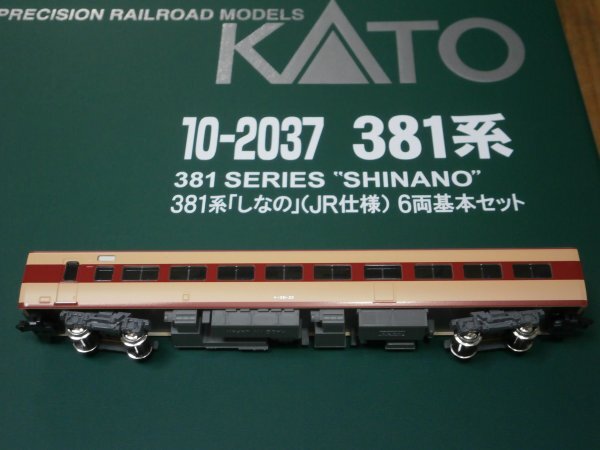 PRECISION RAILROAD MODELS
KATO
10-2037 381系
381 SERIES "SHINANO"
381系「しなの」(JR仕様) 6両基本セット